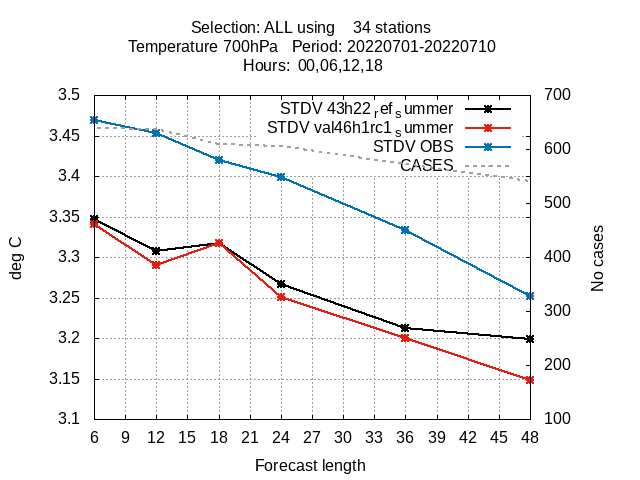 Selection: ALL using    34 stations
Temperature 700hPa   Period: 20220701-20220710
Hours: 00,06,12,18
3.5
700
STDV 43h22_ref_summer
STDV val46h1rc1_summer
3.45
STDV OBS
600
CASES
3.4
3.35
500
deg C
3.3
400
No cases
3.25
300
3.2
200
3.15
3.1
100
6 9 12 15 18 21 24 27 30 33 36 39 42 45 48
Forecast length